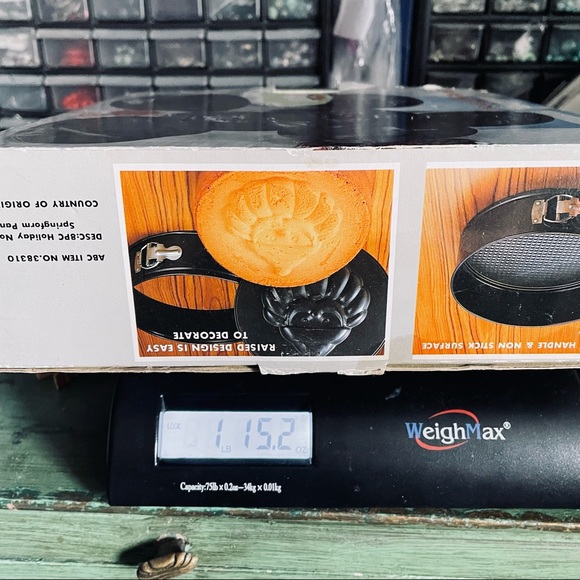 ABC ITEM NO.38310
DESC:8PC Holiday No
Springform Pan
COUNTRY OF ORIGI
RAISED DESIGN IS EASY
TO DECORATE
HANDLE & NON STICK SURFACE
1 LB 15.2 OZ
WeighMax®
Capacity:75lb x 0.2oz—34kg x 0.01kg